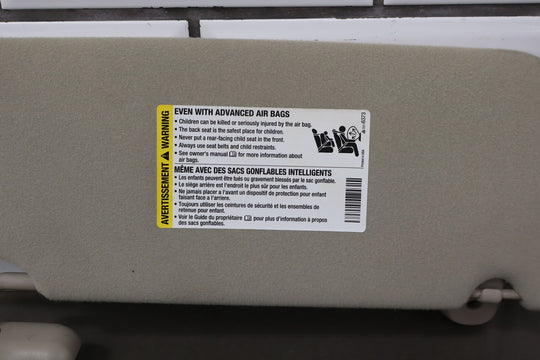 AVERTISSEMENT ⚠ WARNING
EVEN WITH ADVANCED AIR BAGS
• Children can be killed or seriously injured by the air bag.
• The back seat is the safest place for children.
• Never put a rear-facing child seat in the front.
• Always use seat belts and child restraints.
• See owner's manual for more information about
air bags.
MÊME AVEC DES SACS GONFLABLES INTELLIGENTS
• Les enfants peuvent être tués ou gravement blessés par le sac gonflable.
• Le siège arrière est l'endroit le plus sûr pour les enfants.
• Ne jamais placer a l'avant un dispositif de protection pour enfant
faisant face a l'arriere.
• Toujours utiliser les ceintures de sécurité et les ensembles de
retenue pour enfant.
• Voir le Guide du propriétaire pour plus d'information à propos
des sacs gonflables.
6373